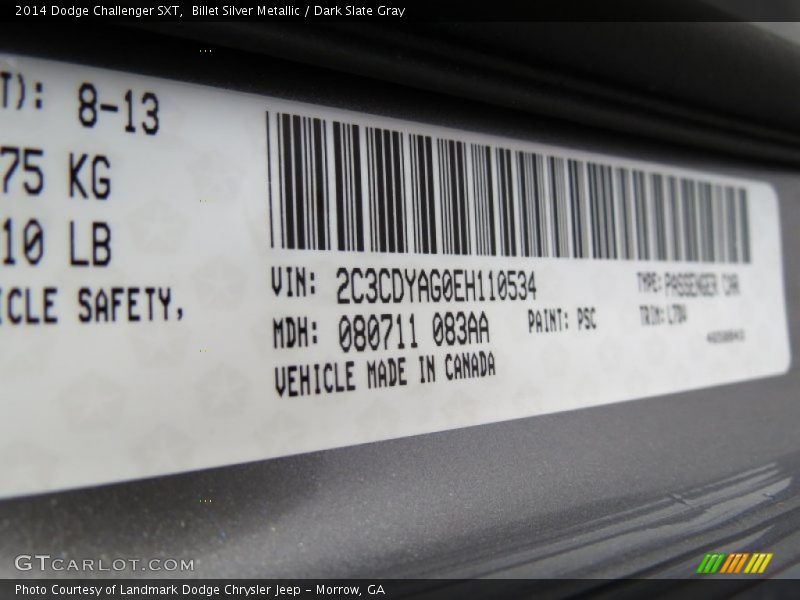 2014 Dodge Challenger SXT,  Billet Silver Metallic / Dark Slate Gray
T): 8-13
75 KG
10 LB
ICLE SAFETY,
VIN: 2C3CDYAG0EH110534 TYPE: PASSENGER CAR
MDH: 080711 083AA PAINT: PSC TRIM:
VEHICLE MADE IN CANADA
GTCARLOT.COM
Photo Courtesy of Landmark Dodge Chrysler Jeep - Morrow, GA